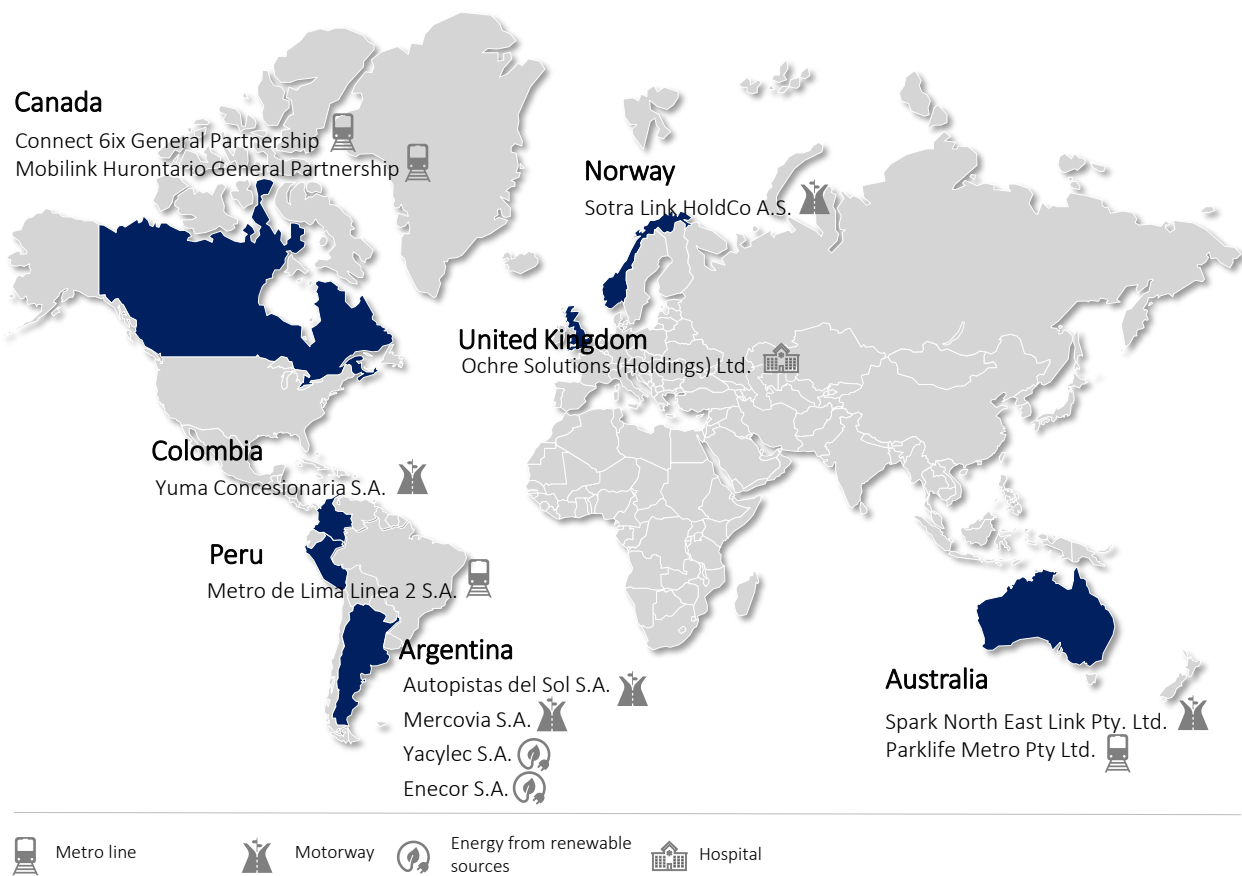 Canada
Connect 6ix General Partnership
Mobilink Hurontario General Partnership
Norway
Sotra Link HoldCo A.S.
United Kingdom
Ochre Solutions (Holdings) Ltd.
Colombia
Yuma Concesionaria S.A.
Peru
Metro de Lima Linea 2 S.A.
Argentina
Autopistas del Sol S.A.
Mercovia S.A.
Yacylec S.A.
Enecor S.A.
Australia
Spark North East Link Pty. Ltd.
Parklife Metro Pty Ltd.
Metro line
Motorway
Energy from renewable
sources
Hospital